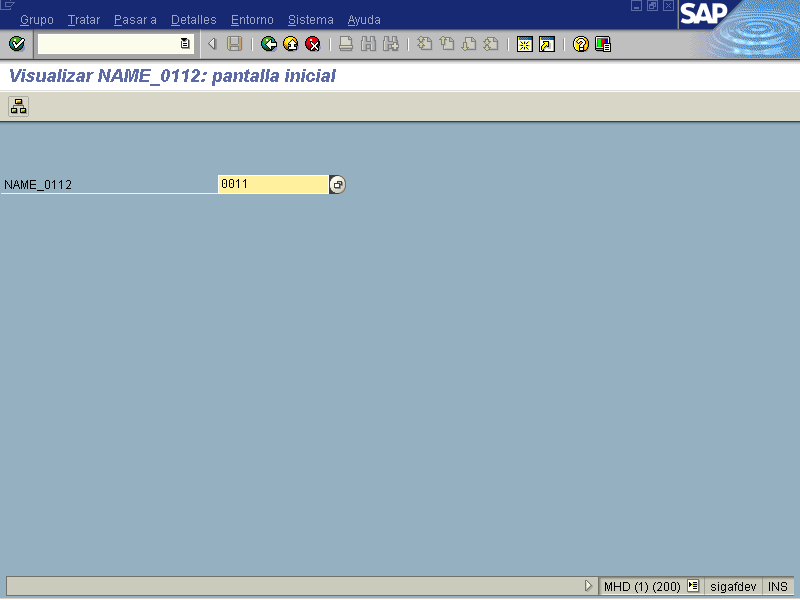 Grupo Tratar Pasar a Detalles Entorno Sistema Ayuda
SAP
Visualizar NAME_0112: pantalla inicial
NAME_0112 0011
MHD (1) (200) sigafdev INS